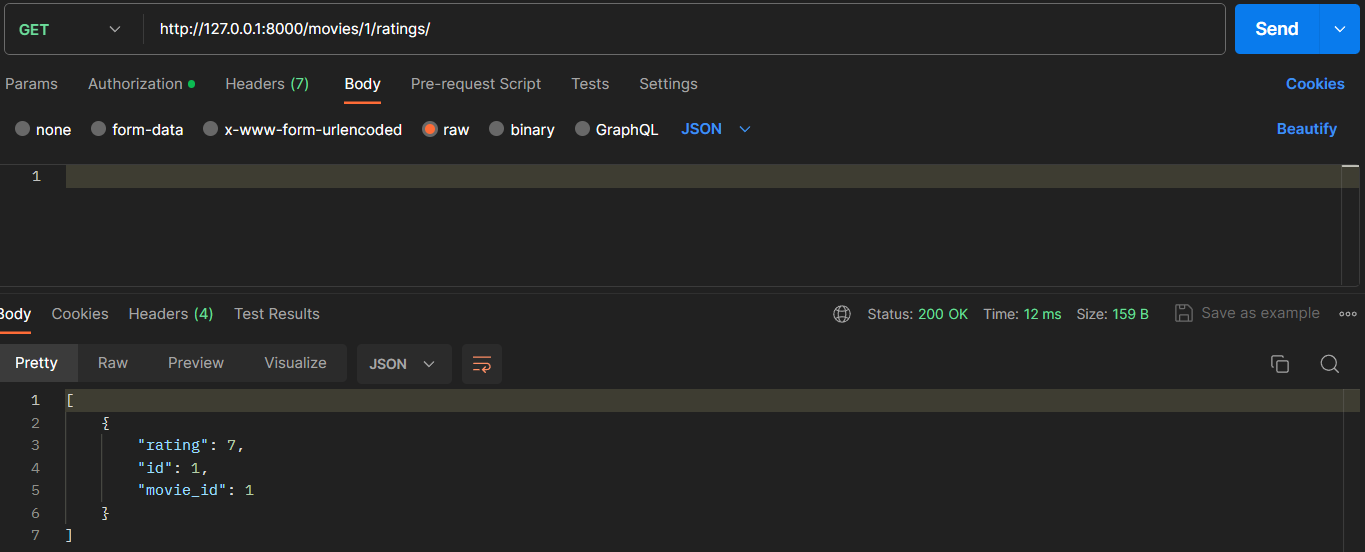 GET http://127.0.0.1:8000/movies/1/ratings/ Send
Params Authorization Headers (7) Body Pre-request Script Tests Settings Cookies
none form-data x-www-form-urlencoded raw binary GraphQL JSON Beautify
1
Body Cookies Headers (4) Test Results Status: 200 OK Time: 12 ms Size: 159 B Save as example
Pretty Raw Preview Visualize JSON
1 [
2 {
3 "rating": 7,
4 "id": 1,
5 "movie_id": 1
6 }
7 ]